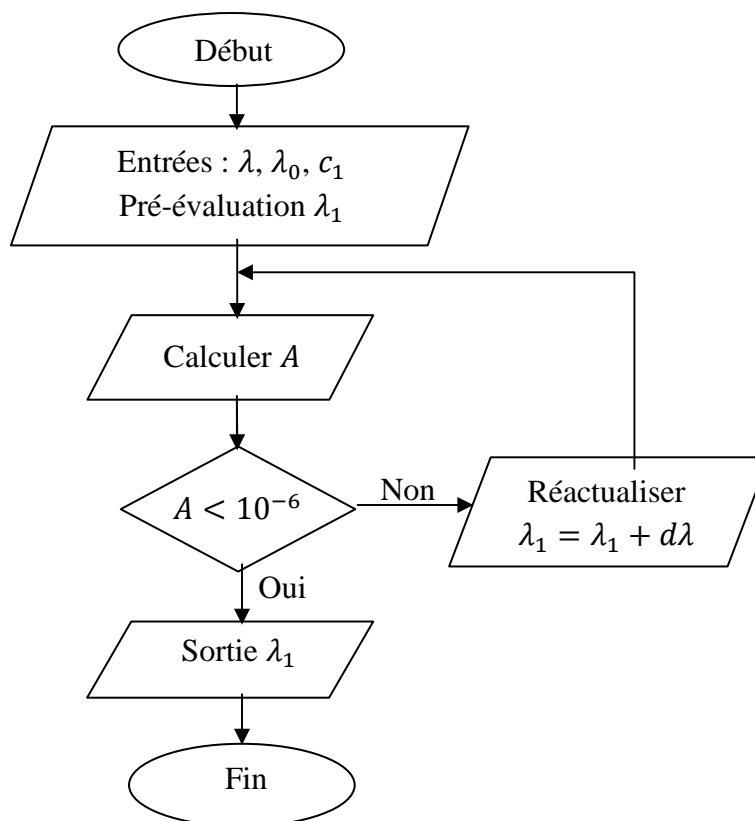 Début
Entrées : λ, λ₀, c₁
Pré-évaluation λ₁
Calculer A
A < 10⁻⁶
Non
Réactualiser
λ₁ = λ₁ + dλ
Oui
Sortie λ₁
Fin